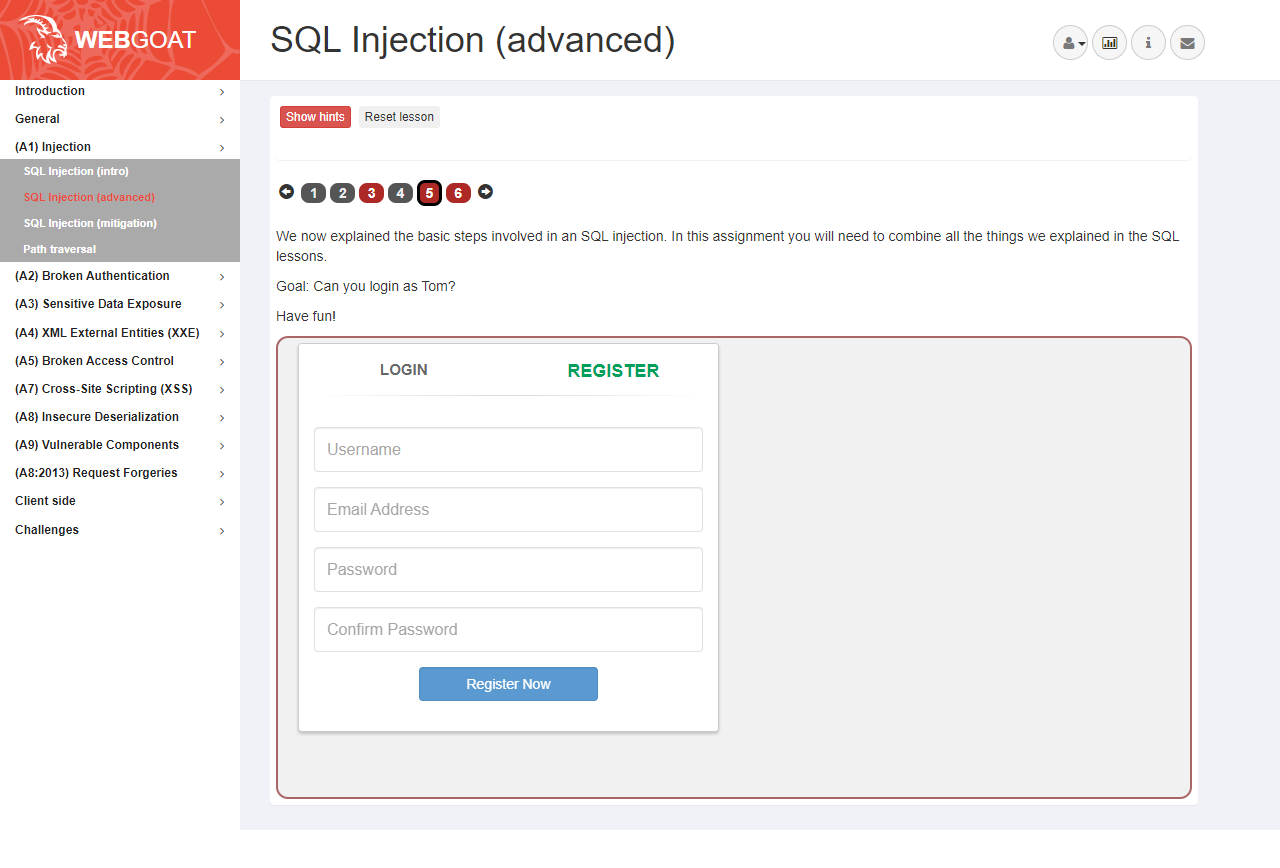 WEBGOAT
SQL Injection (advanced)
Introduction
General
(A1) Injection
SQL Injection (intro)
SQL Injection (advanced)
SQL Injection (mitigation)
Path traversal
(A2) Broken Authentication
(A3) Sensitive Data Exposure
(A4) XML External Entities (XXE)
(A5) Broken Access Control
(A7) Cross-Site Scripting (XSS)
(A8) Insecure Deserialization
(A9) Vulnerable Components
(A8:2013) Request Forgeries
Client side
Challenges
Show hints Reset lesson
1 2 3 4 5 6
We now explained the basic steps involved in an SQL injection. In this assignment you will need to combine all the things we explained in the SQL
lessons.
Goal: Can you login as Tom?
Have fun!
LOGIN REGISTER
Username
Email Address
Password
Confirm Password
Register Now